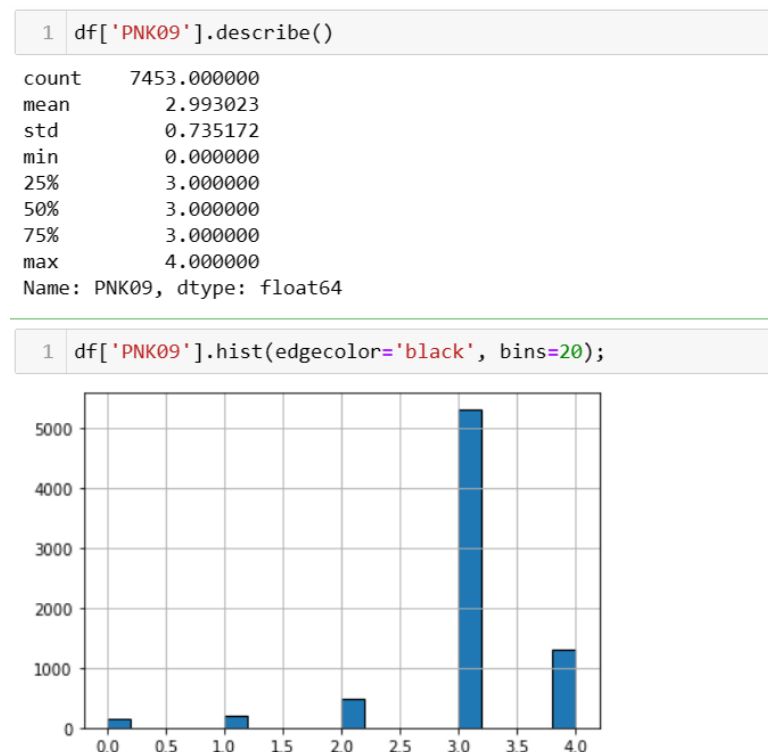 1 df['PNK09'].describe()
count 7453.000000
mean 2.993023
std 0.735172
min 0.000000
25% 3.000000
50% 3.000000
75% 3.000000
max 4.000000
Name: PNK09, dtype: float64
1 df['PNK09'].hist(edgecolor='black', bins=20);
5000
4000
3000
2000
1000
0
0.0 0.5 1.0 1.5 2.0 2.5 3.0 3.5 4.0